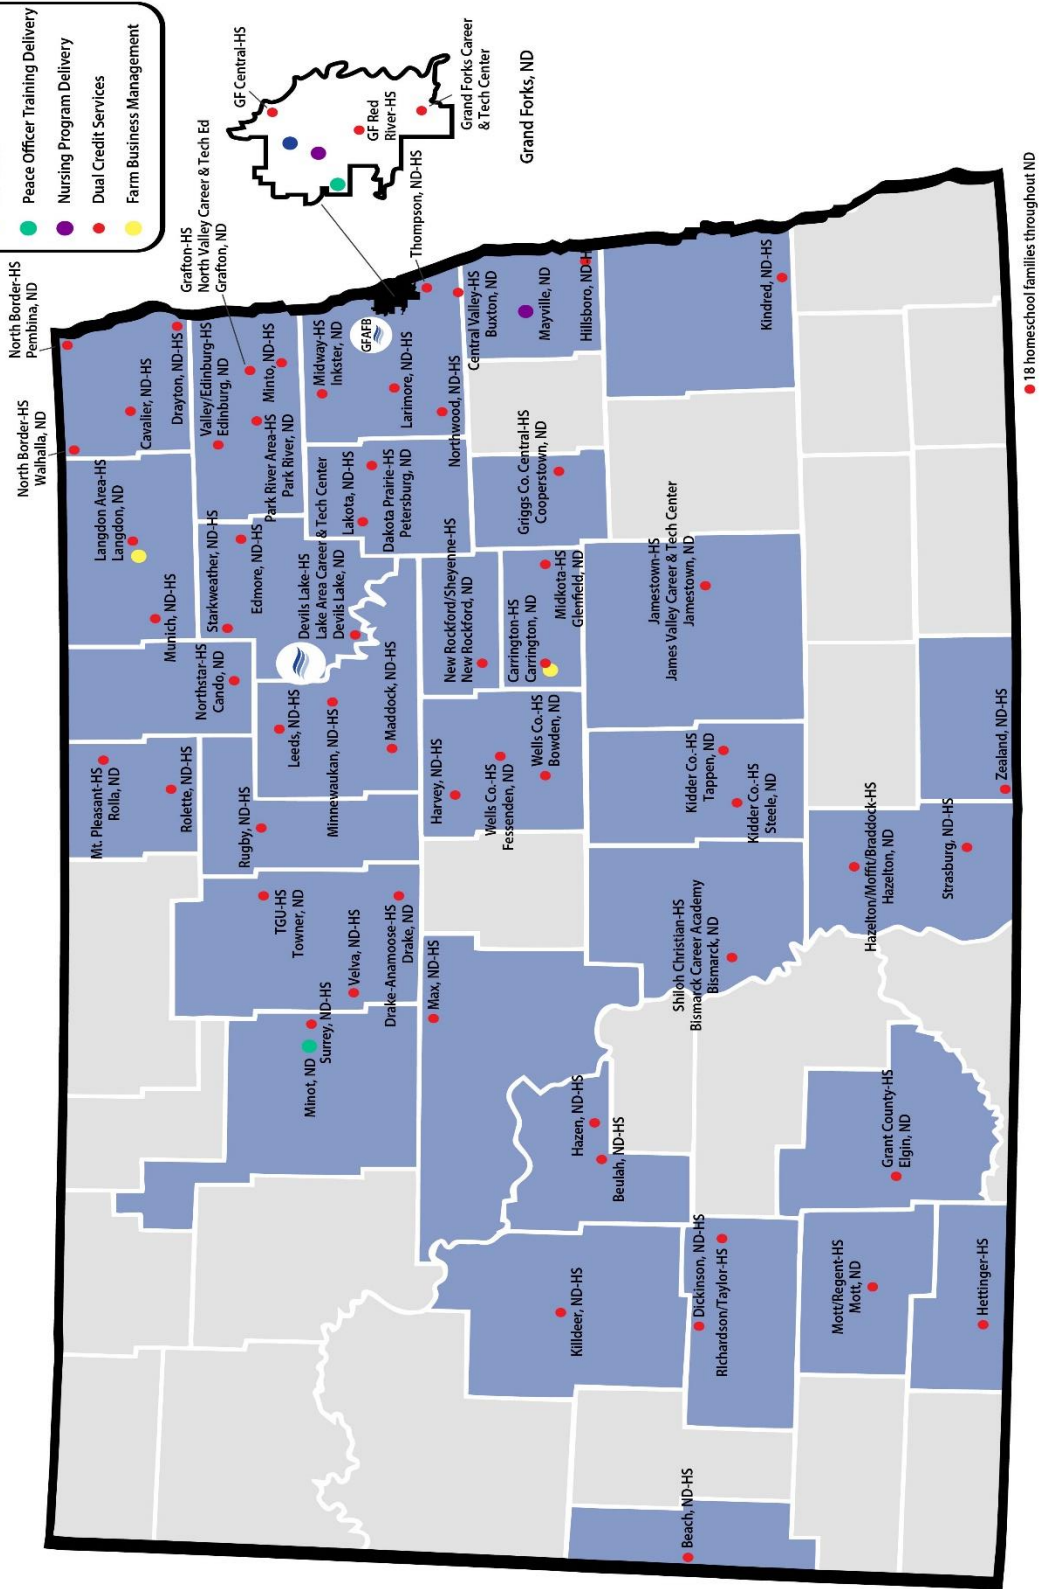 Peace Officer Training Delivery
Nursing Program Delivery
Dual Credit Services
Farm Business Management
GF Central-HS
GF Red
River-HS
Grand Forks Career
& Tech Center
Grand Forks, ND
North Border-HS
Pembina, ND
North Border-HS
Walhalla, ND
Grafton-HS
North Valley Career & Tech Ed
Grafton, ND
Thompson, ND-HS
Cavalier, ND-HS
Drayton, ND-HS
Langdon Area-HS
Langdon, ND
Munich, ND-HS
Valley/Edinburg-HS
Edinburg, ND
Minto, ND-HS
Park River Area-HS
Park River, ND
Midway-HS
Inkster, ND
GFAFB
Larimore, ND-HS
Northwood, ND-HS
Starkweather, ND-HS
Edmore, ND-HS
Devils Lake-HS
Lake Area Career & Tech Center
Devils Lake, ND
Lakota, ND-HS
Dakota Prairie-HS
Petersburg, ND
Northstar-HS
Cando, ND
Mt. Pleasant-HS
Rolla, ND
Rolette, ND-HS
Rugby, ND-HS
Leeds, ND-HS
Minnewaukan, ND-HS
Maddock, ND-HS
TGU-HS
Towner, ND
Velva, ND-HS
Drake-Anamoose-HS
Drake, ND
Minot, ND
Surrey, ND-HS
Max, ND-HS
Harvey, ND-HS
Wells Co.-HS
Fessenden, ND
Wells Co.-HS
Bowden, ND
New Rockford/Sheyenne-HS
New Rockford, ND
Carrington-HS
Carrington, ND
Midkota-HS
Glenfield, ND
Griggs Co. Central-HS
Cooperstown, ND
Central Valley-HS
Buxton, ND
Mayville, ND
Hillsboro, ND-H
Kindred, ND-HS
Jamestown-HS
James Valley Career & Tech Center
Jamestown, ND
Kidder Co.-HS
Tappen, ND
Kidder Co.-HS
Steele, ND
Shiloh Christian-HS
Bismarck Career Academy
Bismarck, ND
Hazen, ND-HS
Beulah, ND-HS
Killdeer, ND-HS
Dickinson, ND-HS
RIchardson/Taylor-HS
Beach, ND-HS
Mott/Regent-HS
Mott, ND
Hettinger-HS
Grant County-HS
Elgin, ND
Hazelton/Moffit/Braddock-HS
Hazelton, ND
Strasburg, ND-HS
Zealand, ND-HS
18 homeschool families throughout ND